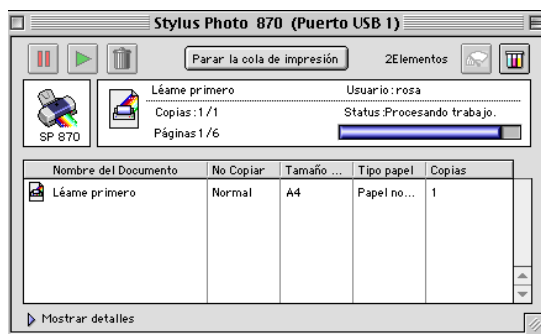 Stylus Photo 870 (Puerto USB 1)
Parar la cola de impresión
2Elementos
SP 870
Léame primero
Usuario:rosa
Copias:1/1
Status:Procesando trabajo.
Páginas1/6
Nombre del Documento No Copiar Tamaño ... Tipo papel Copias
Léame primero Normal A4 Papel no... 1
Mostrar detalles